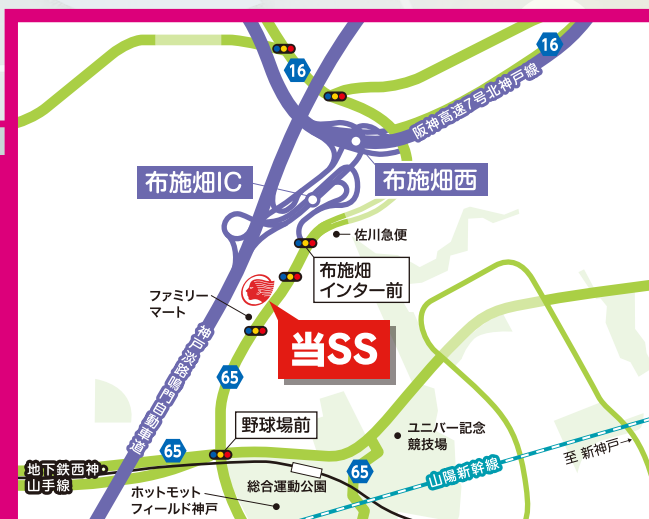 16
16
阪神高速7号北神戸線
布施畑IC
布施畑西
佐川急便
布施畑
インター前
ファミリー
マート
当SS
神戸淡路鳴門自動車道
65
野球場前
65
ユニバー記念
競技場
地下鉄西神・
山手線
65
総合運動公園
至 新神戸→
山陽新幹線
ホットモット
フィールド神戸